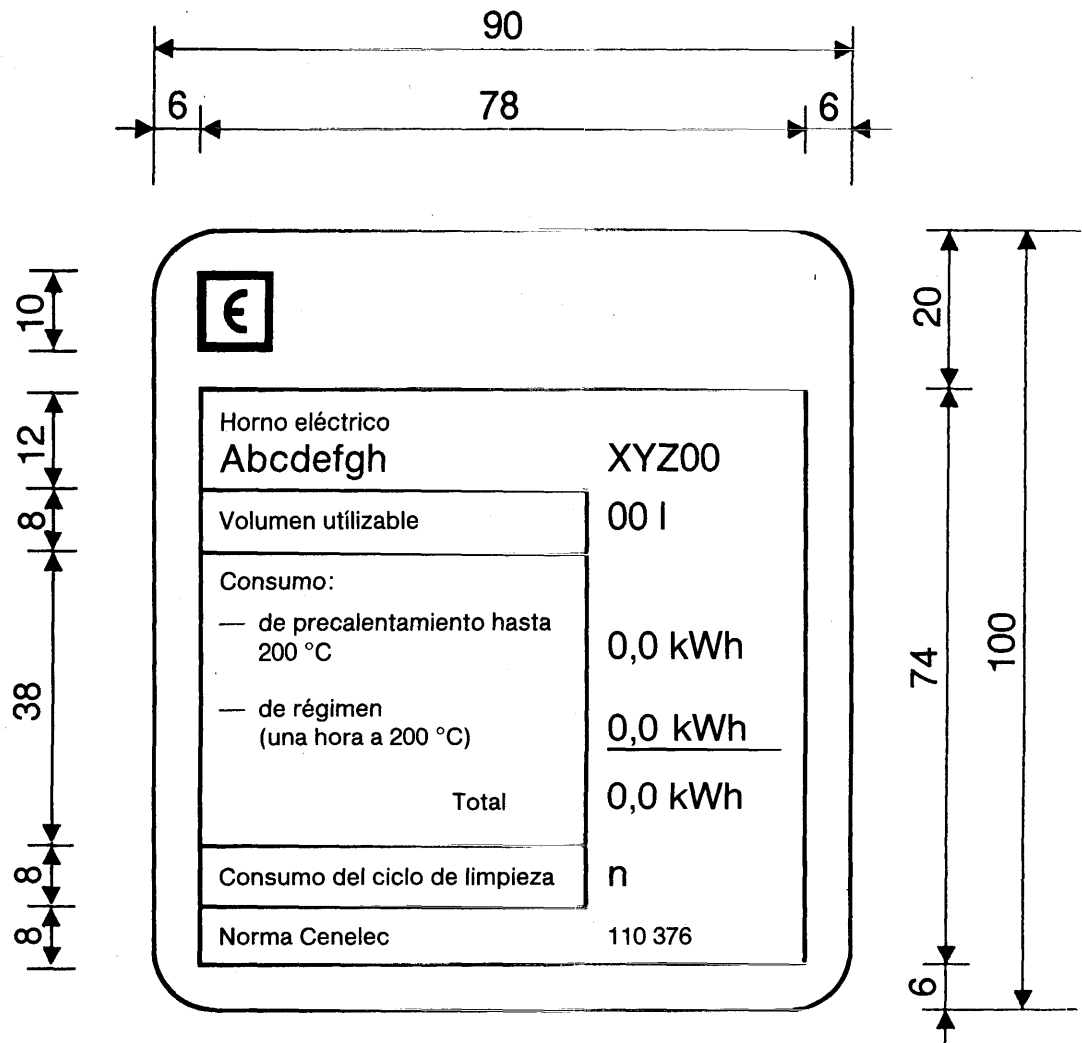 90
6 78 6
10
20
Є
12
Horno eléctrico
Abcdefgh XYZ00
8
Volumen utilizable 00 l
Consumo:
— de precalentamiento hasta
200 °C 0,0 kWh
38
74
100
— de régimen
(una hora a 200 °C) 0,0 kWh
Total 0,0 kWh
8
Consumo del ciclo de limpieza n
8
Norma Cenelec 110 376
6